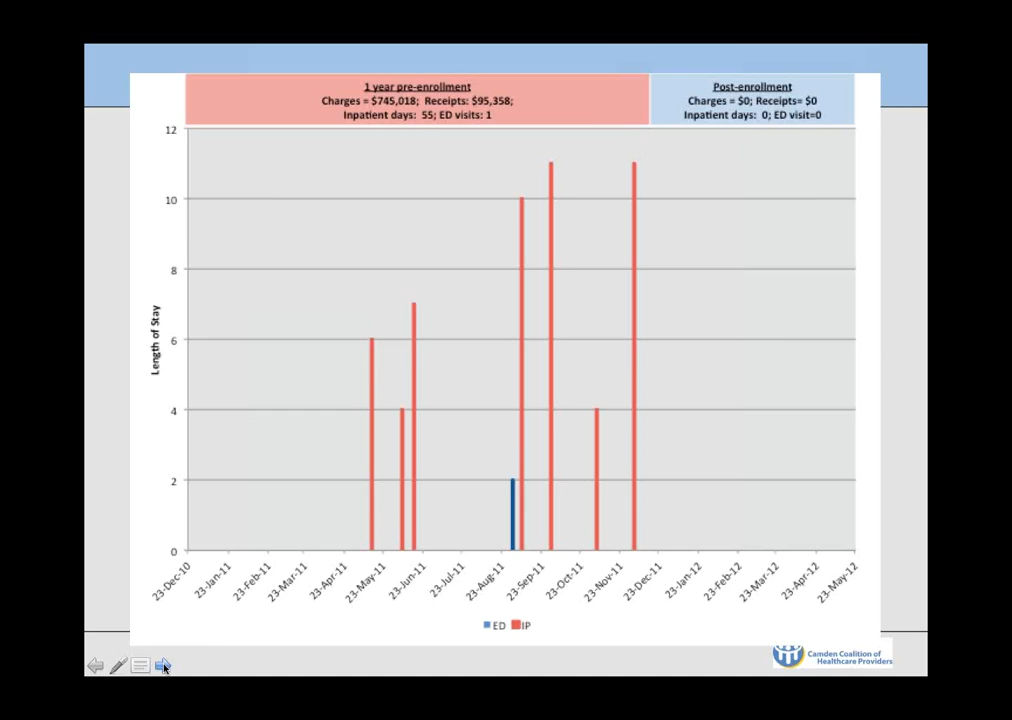 1 year pre-enrollment
Charges = $745,018; Receipts: $95,358;
Inpatient days: 55; ED visits: 1
Post-enrollment
Charges = $0; Receipts= $0
Inpatient days: 0; ED visit=0
12
10
8
6
4
2
0
Length of Stay
23-Dec-10
23-Jan-11
23-Feb-11
23-Mar-11
23-Apr-11
23-May-11
23-Jun-11
23-Jul-11
23-Aug-11
23-Sep-11
23-Oct-11
23-Nov-11
23-Dec-11
23-Jan-12
23-Feb-12
23-Mar-12
23-Apr-12
23-May-12
ED IP
Camden Coalition of
Healthcare Providers